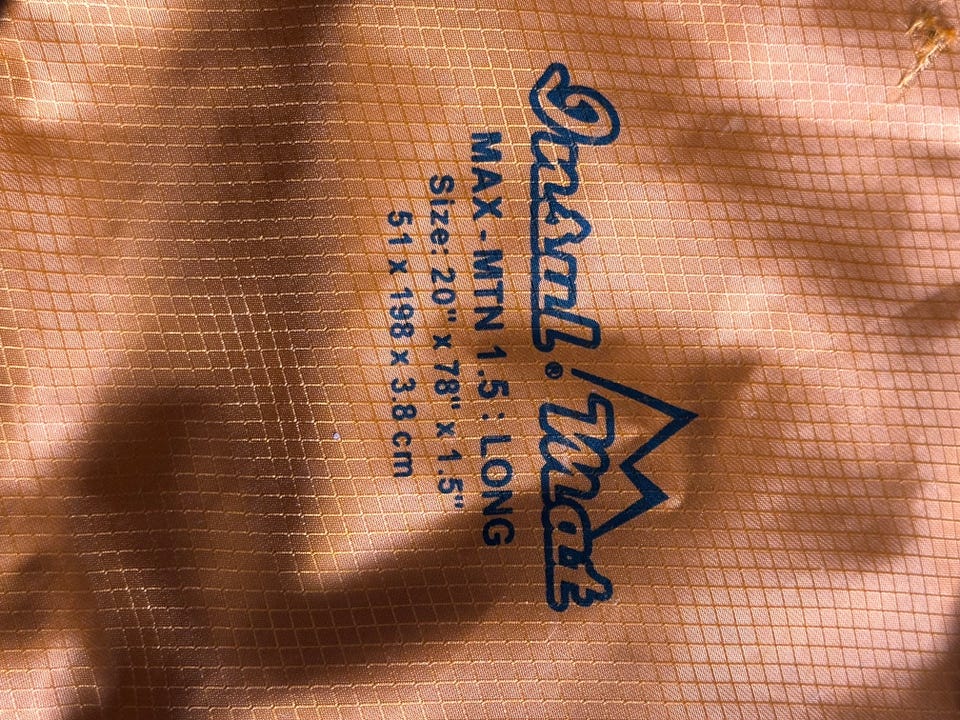 Insul ® Mat
MAX - MTN 1.5 : LONG
Size: 20" x 78" x 1.5"
51 x 198 x 3.8 cm